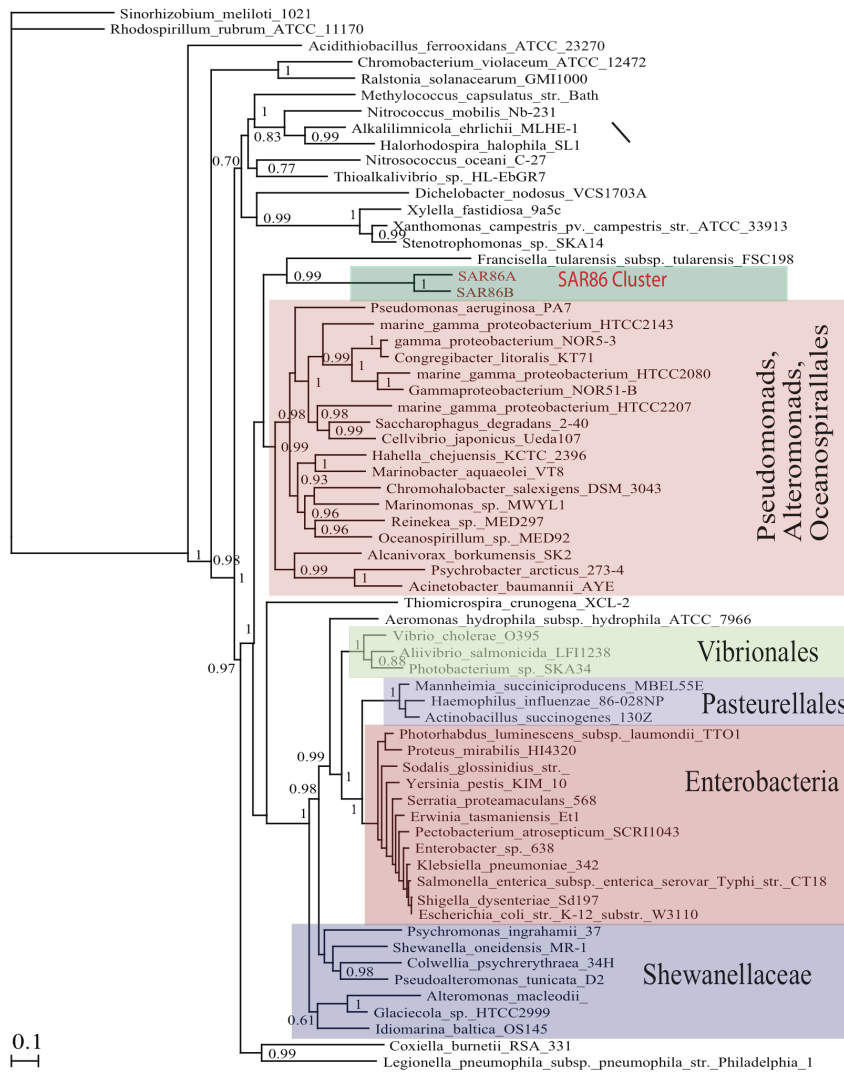 Sinorhizobium_meliloti_1021
Rhodospirillum_rubrum_ATCC_11170
Acidithiobacillus_ferrooxidans_ATCC_23270
Chromobacterium_violaceum_ATCC_12472
1
Ralstonia_solanacearum_GMI1000
Methylococcus_capsulatus_str._Bath
1
Nitrococcus_mobilis_Nb-231
Alkalilimnicola_ehrlichii_MLHE-1
0.83
0.99
Halorhodospira_halophila_SL1
0.70
Nitrosococcus_oceani_C-27
0.77
Thioalkalivibrio_sp._HL-EbGR7
Dichelobacter_nodosus_VCS1703A
Xylella_fastidiosa_9a5c
0.99
1
Xanthomonas_campestris_pv._campestris_str._ATCC_33913
0.99
Stenotrophomonas_sp._SKA14
Francisella_tularensis_subsp._tularensis_FSC198
0.99
SAR86A
1
SAR86 Cluster
SAR86B
Pseudomonas_aeruginosa_PA7
marine_gamma_proteobacterium_HTCC2143
gamma_proteobacterium_NOR5-3
0.99
1
Congregibacter_litoralis_KT71
marine_gamma_proteobacterium_HTCC2080
1
1
Gammaproteobacterium_NOR51-B
marine_gamma_proteobacterium_HTCC2207
0.98
0.98
Saccharophagus_degradans_2-40
0.99
Cellvibrio_japonicus_Ueda107
0.99
Hahella_chejuensis_KCTC_2396
1
Marinobacter_aquaeolei_VT8
0.93
Chromohalobacter_salexigens_DSM_3043
Marinomonas_sp._MWYL1
0.96
Reinekea_sp._MED297
0.96
Oceanospirillum_sp._MED92
Alcanivorax_borkumensis_SK2
0.99
Psychrobacter_arcticus_273-4
1
Acinetobacter_baumannii_AYE
Pseudomonads,
Alteromonads,
Oceanospirallales
1
0.98
1
Thiomicrospira_crunogena_XCL-2
Aeromonas_hydrophila_subsp._hydrophila_ATCC_7966
1
Vibrio_cholerae_O395
1
Aliivibrio_salmonicida_LFI1238
Vibrionales
0.97
0.88
Photobacterium_sp._SKA34
Mannheimia_succiniciproducens_MBEL55E
1
Haemophilus_influenzae_86-028NP
Pasteurellales
Actinobacillus_succinogenes_130Z
Photorhabdus_luminescens_subsp._laumondii_TTO1
Proteus_mirabilis_HI4320
0.99
Sodalis_glossinidius_str._
1
Yersinia_pestis_KIM_10
Enterobacteria
0.98
Serratia_proteamaculans_568
1
1
Erwinia_tasmaniensis_Et1
Pectobacterium_atrosepticum_SCRI1043
Enterobacter_sp._638
Klebsiella_pneumoniae_342
Salmonella_enterica_subsp._enterica_serovar_Typhi_str._CT18
Shigella_dysenteriae_Sd197
Escherichia_coli_str._K-12_substr._W3110
Psychromonas_ingrahamii_37
Shewanella_oneidensis_MR-1
Colwellia_psychrerythraea_34H
0.98
Shewanellaceae
Pseudoalteromonas_tunicata_D2
Alteromonas_macleodii_
1
Glaciecola_sp._HTCC2999
0.61
Idiomarina_baltica_OS145
Coxiella_burnetii_RSA_331
0.99
Legionella_pneumophila_subsp._pneumophila_str._Philadelphia_1
0.1